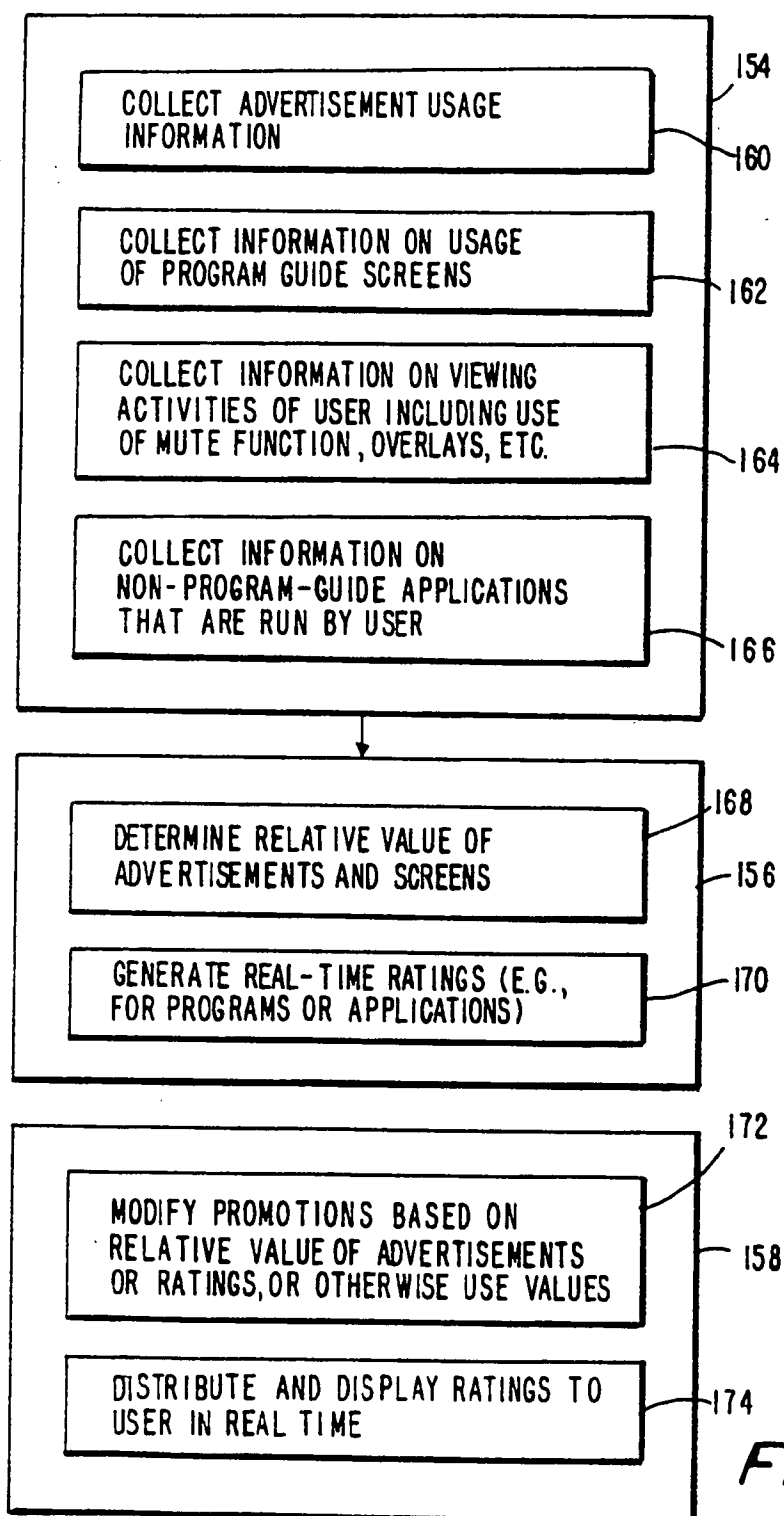 154
COLLECT ADVERTISEMENT USAGE
INFORMATION
160
COLLECT INFORMATION ON USAGE
OF PROGRAM GUIDE SCREENS
162
COLLECT INFORMATION ON VIEWING
ACTIVITIES OF USER INCLUDING USE
OF MUTE FUNCTION, OVERLAYS, ETC.
164
COLLECT INFORMATION ON
NON-PROGRAM-GUIDE APPLICATIONS
THAT ARE RUN BY USER
166
168
DETERMINE RELATIVE VALUE OF
ADVERTISEMENTS AND SCREENS
156
GENERATE REAL-TIME RATINGS (E.G.,
FOR PROGRAMS OR APPLICATIONS)
170
172
MODIFY PROMOTIONS BASED ON
RELATIVE VALUE OF ADVERTISEMENTS
OR RATINGS, OR OTHERWISE USE VALUES
158
DISTRIBUTE AND DISPLAY RATINGS TO
USER IN REAL TIME
174